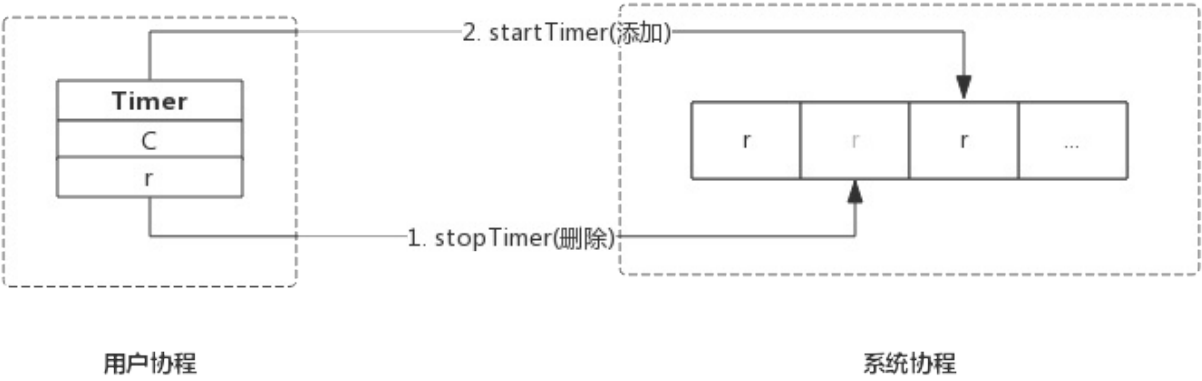 2. startTimer(添加)
Timer
C
r
r
r
r
...
1. stopTimer(删除)
用户协程
系统协程